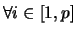 ∀i ∈ [1, p]